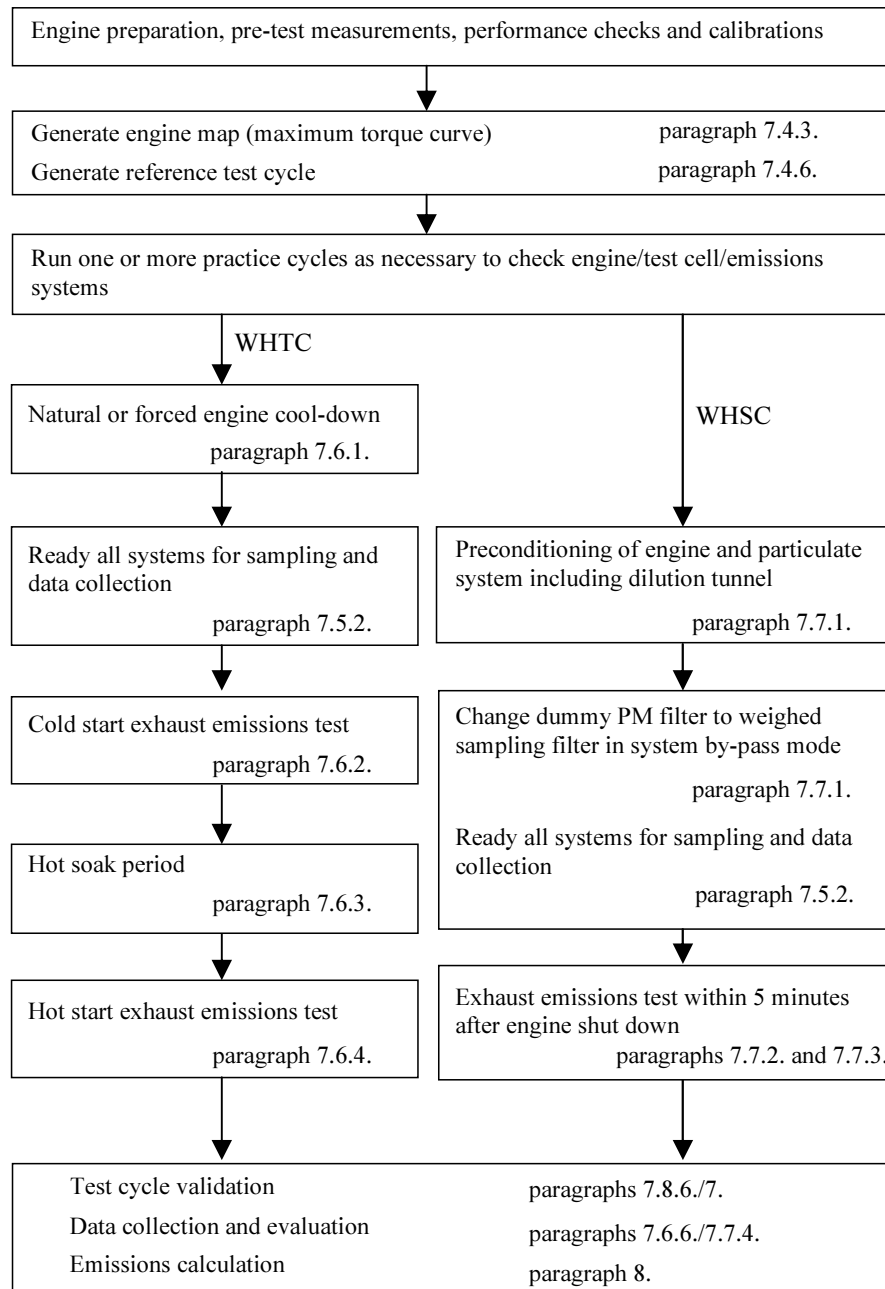 Engine preparation, pre-test measurements, performance checks and calibrations
Generate engine map (maximum torque curve) paragraph 7.4.3.
Generate reference test cycle paragraph 7.4.6.
Run one or more practice cycles as necessary to check engine/test cell/emissions
systems
WHTC
Natural or forced engine cool-down
paragraph 7.6.1.
Ready all systems for sampling and
data collection
paragraph 7.5.2.
Cold start exhaust emissions test
paragraph 7.6.2.
Hot soak period
paragraph 7.6.3.
Hot start exhaust emissions test
paragraph 7.6.4.
WHSC
Preconditioning of engine and particulate
system including dilution tunnel
paragraph 7.7.1.
Change dummy PM filter to weighed
sampling filter in system by-pass mode
paragraph 7.7.1.
Ready all systems for sampling and data
collection
paragraph 7.5.2.
Exhaust emissions test within 5 minutes
after engine shut down
paragraphs 7.7.2. and 7.7.3.
Test cycle validation paragraphs 7.8.6./7.
Data collection and evaluation paragraphs 7.6.6./7.7.4.
Emissions calculation paragraph 8.